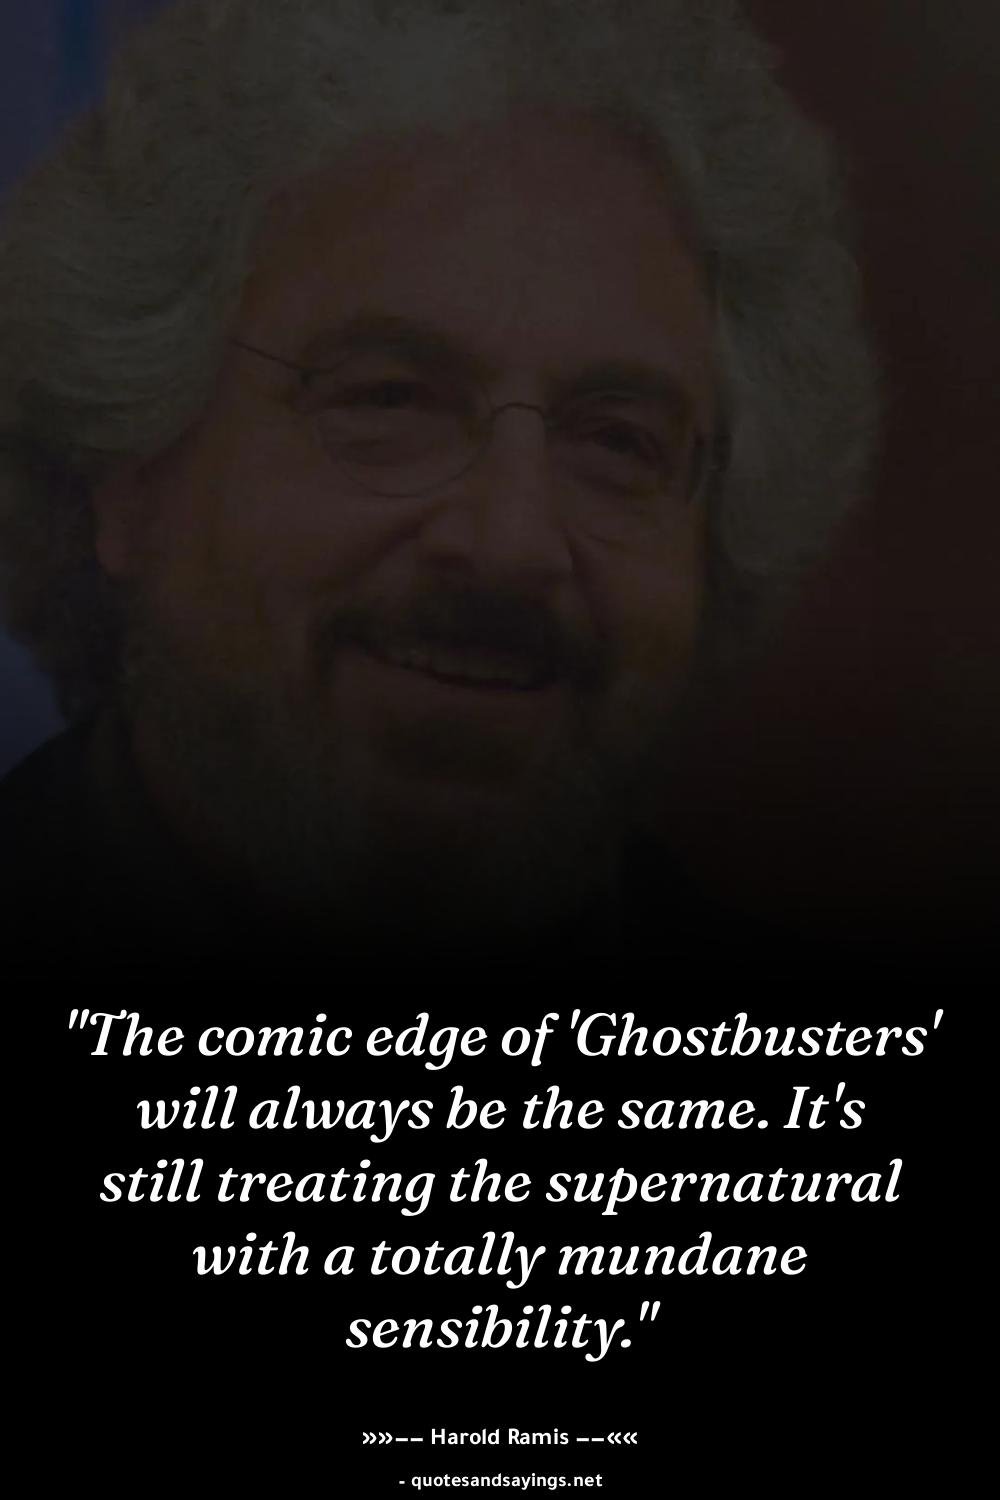 "The comic edge of 'Ghostbusters'
will always be the same. It's
still treating the supernatural
with a totally mundane
sensibility."
»»−− Harold Ramis −−««
- quotesandsayings.net